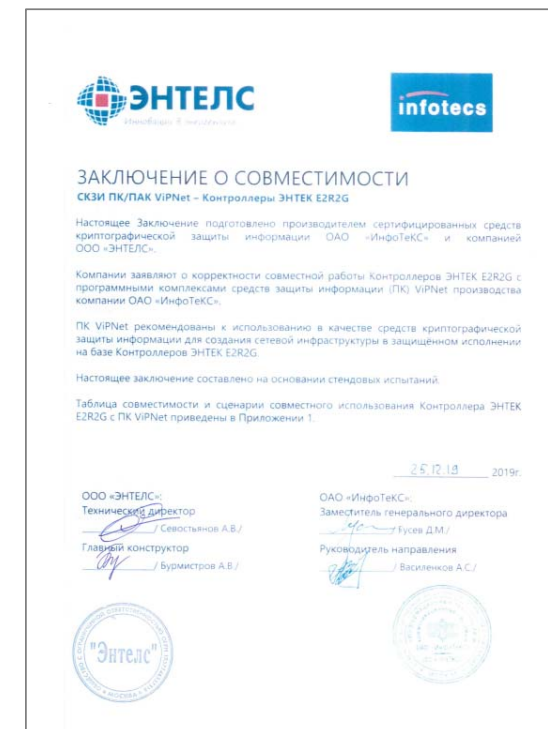 ЭНТЕЛС
Инновации в энергетике
infotecs
ЗАКЛЮЧЕНИЕ О СОВМЕСТИМОСТИ
СКЗИ ПК/ПАК ViPNet – Контроллеры ЭНТЕК E2R2G
Настоящее Заключение подготовлено производителем сертифицированных средств
криптографической защиты информации ОАО «ИнфоТеКС» и компанией
ООО «ЭНТЕЛС».
Компании заявляют о корректности совместной работы Контроллеров ЭНТЕК E2R2G с
программными комплексами средств защиты информации (ПК) ViPNet производства
компании ОАО «ИнфоТеКС».
ПК ViPNet рекомендованы к использованию в качестве средств криптографической
защиты информации для создания сетевой инфраструктуры в защищённом исполнении
на базе Контроллеров ЭНТЕК E2R2G.
Настоящее заключение составлено на основании стендовых испытаний.
Таблица совместимости и сценарии совместного использования Контроллера ЭНТЕК
E2R2G с ПК ViPNet приведены в Приложении 1.
25.12.19 2019г.
ООО «ЭНТЕЛС»:
Технический директор
/ Севостьянов А.В./
Главный конструктор
/ Бурмистров А.В./
ОАО «ИнфоТеКС»:
Заместитель генерального директора
/ Гусев Д.М./
Руководитель направления
/ Василенков А.С./
"Энтелс"